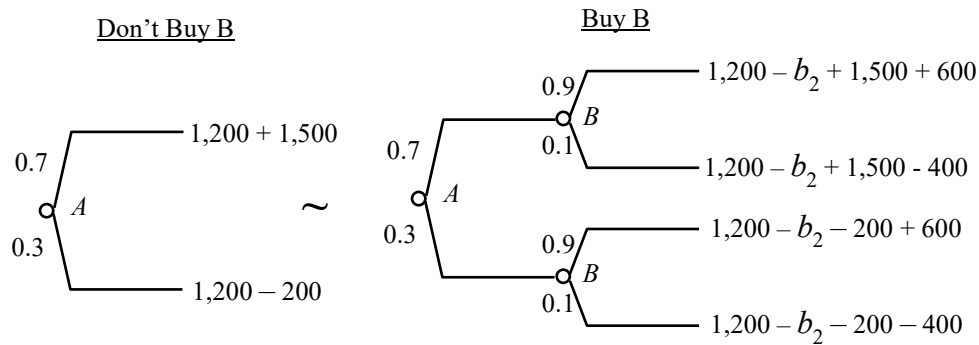 Don't Buy B
Buy B
0.7
A
0.3
1,200 + 1,500
1,200 – 200
~
0.7
A
0.3
0.9
B
0.1
1,200 – b₂ + 1,500 + 600
1,200 – b₂ + 1,500 - 400
0.9
B
0.1
1,200 – b₂ – 200 + 600
1,200 – b₂ – 200 – 400